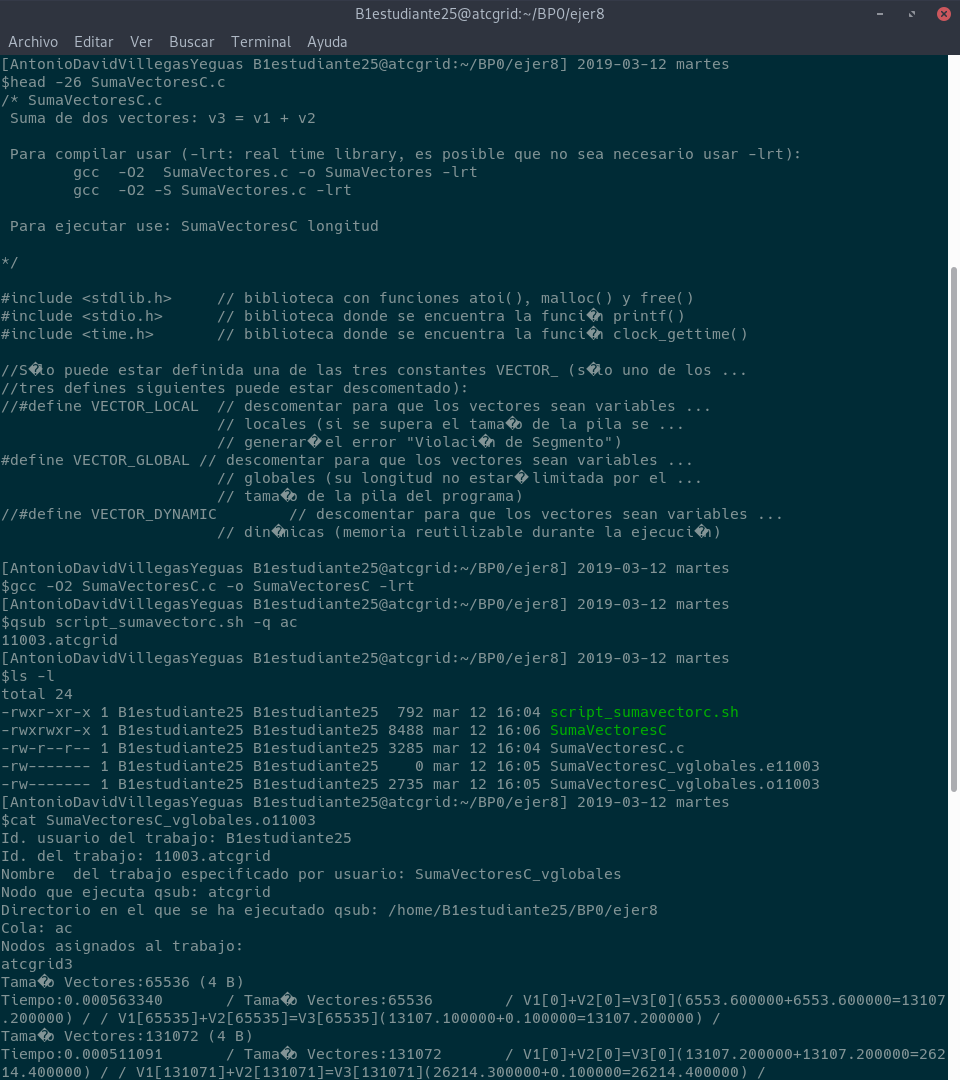 B1estudiante25@atcgrid:~/BP0/ejer8
Archivo Editar Ver Buscar Terminal Ayuda
[AntonioDavidVillegasYeguas B1estudiante25@atcgrid:~/BP0/ejer8] 2019-03-12 martes
$head -26 SumaVectoresC.c
/* SumaVectoresC.c
 Suma de dos vectores: v3 = v1 + v2
 Para compilar usar (-lrt: real time library, es posible que no sea necesario usar -lrt):
        gcc  -O2  SumaVectores.c -o SumaVectores -lrt
        gcc  -O2 -S SumaVectores.c -lrt
 Para ejecutar use: SumaVectoresC longitud
*/
#include <stdlib.h>     // biblioteca con funciones atoi(), malloc() y free()
#include <stdio.h>      // biblioteca donde se encuentra la funci�n printf()
#include <time.h>       // biblioteca donde se encuentra la funci�n clock_gettime()
//S�lo puede estar definida una de las tres constantes VECTOR_ (s�lo uno de los ...
//tres defines siguientes puede estar descomentado):
//#define VECTOR_LOCAL  // descomentar para que los vectores sean variables ...
                        // locales (si se supera el tama�o de la pila se ...
                        // generar� el error "Violaci�n de Segmento")
#define VECTOR_GLOBAL // descomentar para que los vectores sean variables ...
                        // globales (su longitud no estar� limitada por el ...
                        // tama�o de la pila del programa)
//#define VECTOR_DYNAMIC        // descomentar para que los vectores sean variables ...
                        // din�micas (memoria reutilizable durante la ejecuci�n)
[AntonioDavidVillegasYeguas B1estudiante25@atcgrid:~/BP0/ejer8] 2019-03-12 martes
$gcc -O2 SumaVectoresC.c -o SumaVectoresC -lrt
[AntonioDavidVillegasYeguas B1estudiante25@atcgrid:~/BP0/ejer8] 2019-03-12 martes
$qsub script_sumavectorc.sh -q ac
11003.atcgrid
[AntonioDavidVillegasYeguas B1estudiante25@atcgrid:~/BP0/ejer8] 2019-03-12 martes
$ls -l
total 24
-rwxr-xr-x 1 B1estudiante25 B1estudiante25  792 mar 12 16:04 script_sumavectorc.sh
-rwxrwxr-x 1 B1estudiante25 B1estudiante25 8488 mar 12 16:06 SumaVectoresC
-rw-r--r-- 1 B1estudiante25 B1estudiante25 3285 mar 12 16:04 SumaVectoresC.c
-rw------- 1 B1estudiante25 B1estudiante25    0 mar 12 16:05 SumaVectoresC_vglobales.e11003
-rw------- 1 B1estudiante25 B1estudiante25 2735 mar 12 16:05 SumaVectoresC_vglobales.o11003
[AntonioDavidVillegasYeguas B1estudiante25@atcgrid:~/BP0/ejer8] 2019-03-12 martes
$cat SumaVectoresC_vglobales.o11003
Id. usuario del trabajo: B1estudiante25
Id. del trabajo: 11003.atcgrid
Nombre  del trabajo especificado por usuario: SumaVectoresC_vglobales
Nodo que ejecuta qsub: atcgrid
Directorio en el que se ha ejecutado qsub: /home/B1estudiante25/BP0/ejer8
Cola: ac
Nodos asignados al trabajo:
atcgrid3
Tama�o Vectores:65536 (4 B)
Tiempo:0.000563340       / Tama�o Vectores:65536        / V1[0]+V2[0]=V3[0](6553.600000+6553.600000=13107
.200000) / / V1[65535]+V2[65535]=V3[65535](13107.100000+0.100000=13107.200000) /
Tama�o Vectores:131072 (4 B)
Tiempo:0.000511091       / Tama�o Vectores:131072       / V1[0]+V2[0]=V3[0](13107.200000+13107.200000=262
14.400000) / / V1[131071]+V2[131071]=V3[131071](26214.300000+0.100000=26214.400000) /